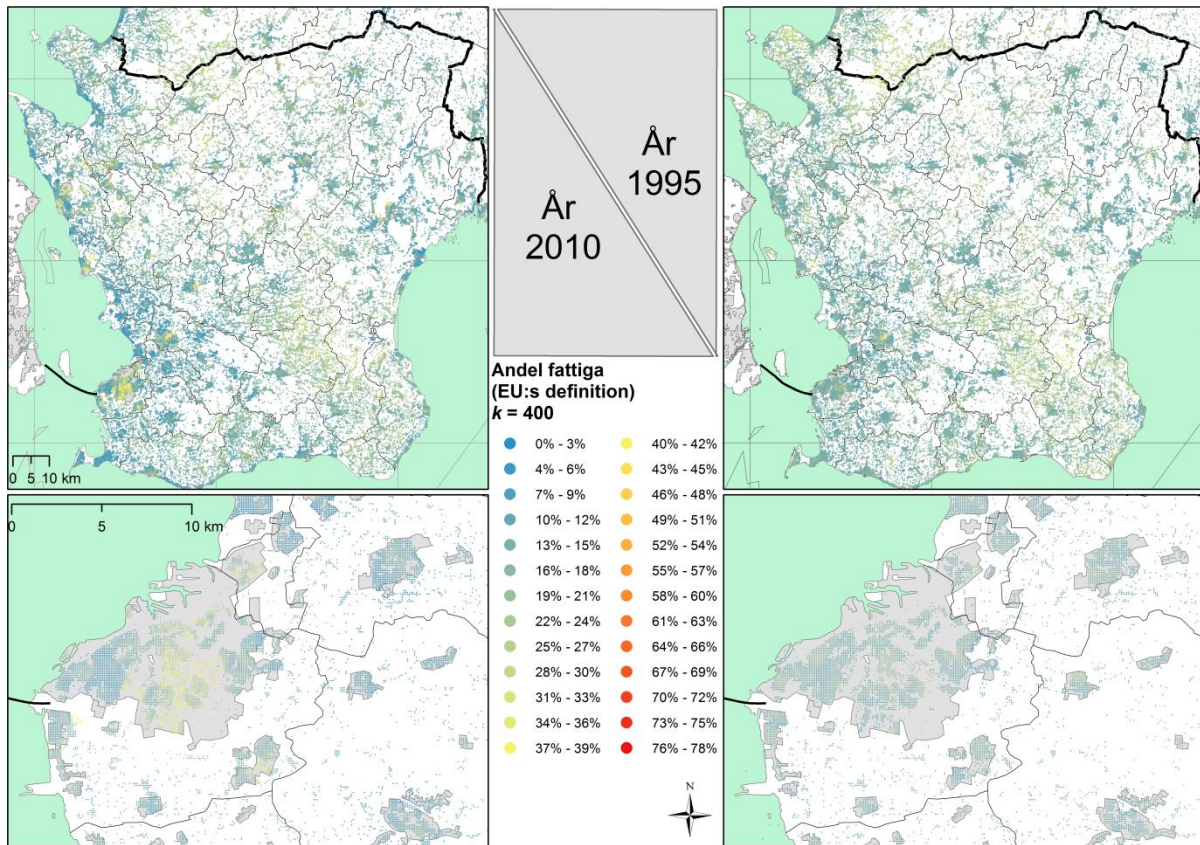 År
1995
År
2010
Andel fattiga
(EU:s definition)
k = 400
0% - 3%
4% - 6%
7% - 9%
10% - 12%
13% - 15%
16% - 18%
19% - 21%
22% - 24%
25% - 27%
28% - 30%
31% - 33%
34% - 36%
37% - 39%
40% - 42%
43% - 45%
46% - 48%
49% - 51%
52% - 54%
55% - 57%
58% - 60%
61% - 63%
64% - 66%
67% - 69%
70% - 72%
73% - 75%
76% - 78%
0 5 10 km
0 5 10 km
N